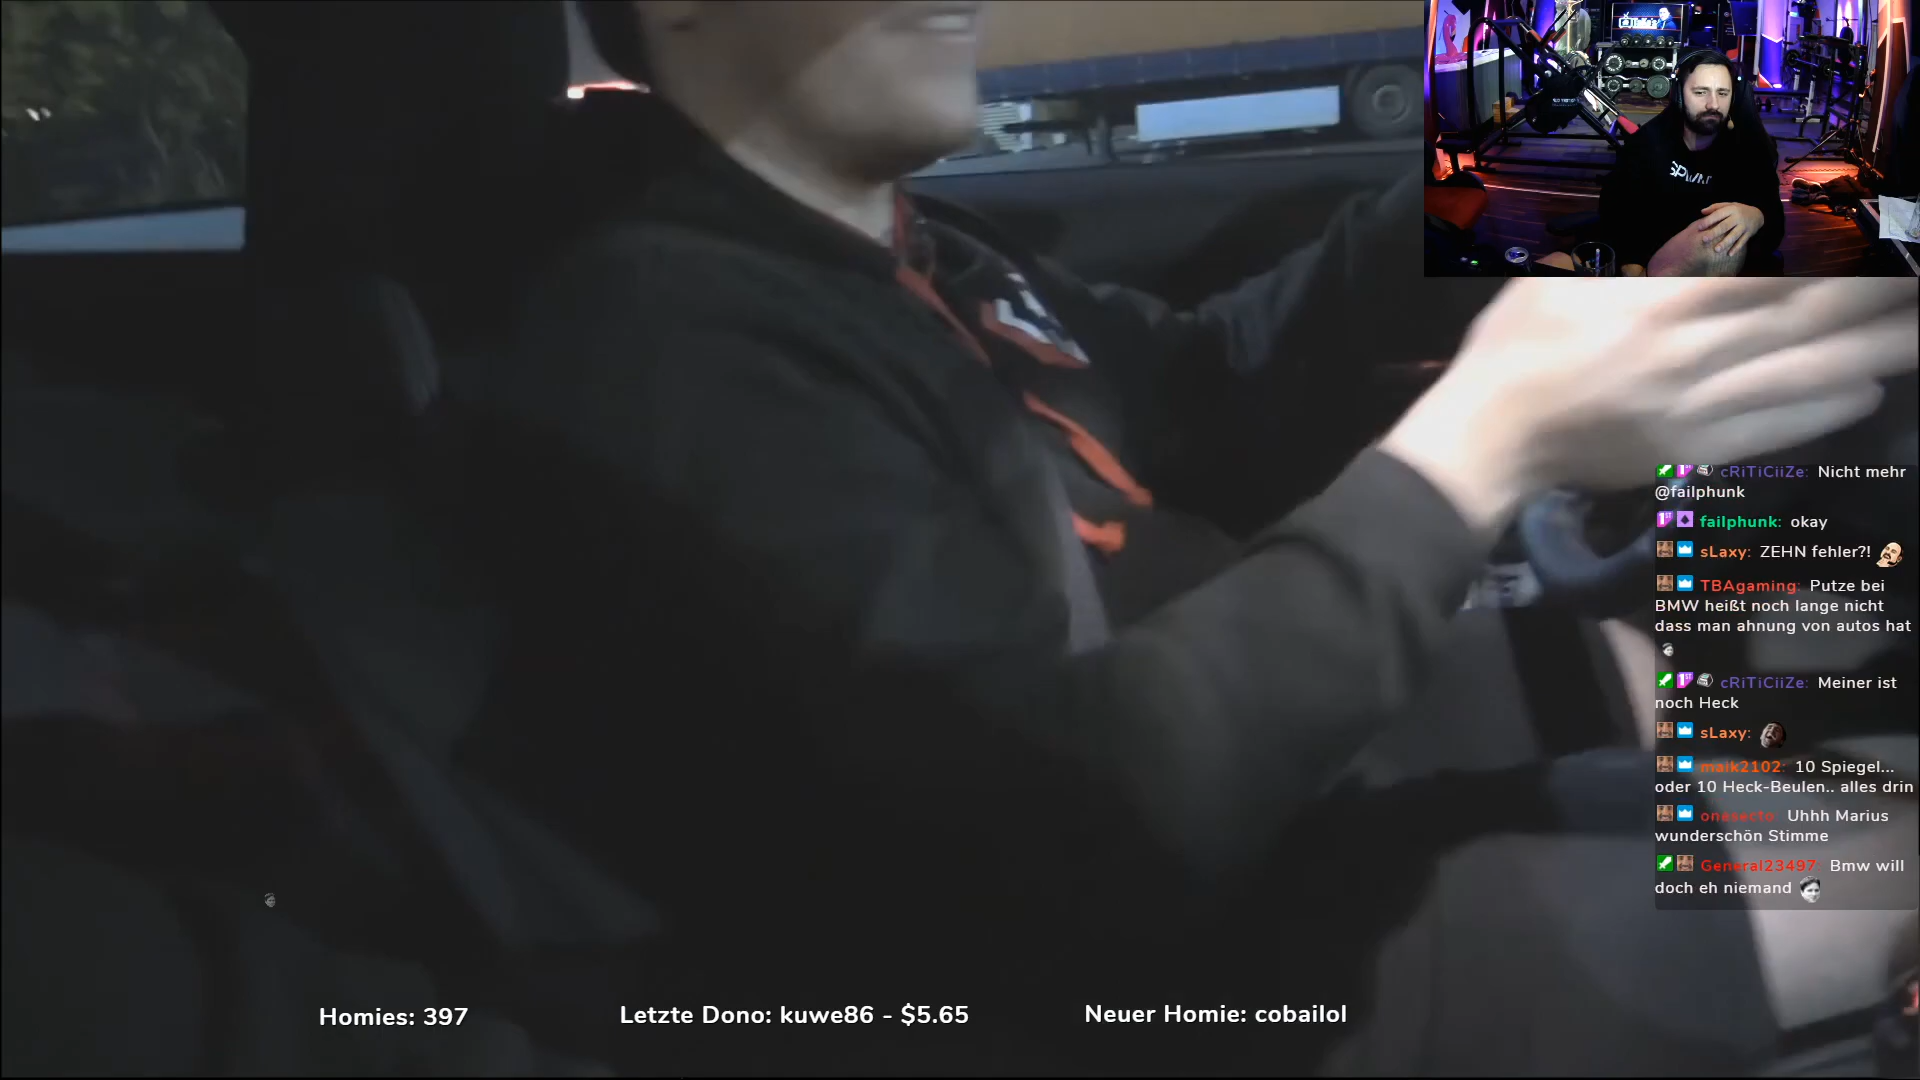 cRiTiCiiZe: Nicht mehr
@failphunk
failphunk: okay
sLaxy: ZEHN fehler?!
TBAgaming: Putze bei
BMW heißt noch lange nicht
dass man ahnung von autos hat
cRiTiCiiZe: Meiner ist
noch Heck
sLaxy:
maik2102: 10 Spiegel...
oder 10 Heck-Beulen.. alles drin
onesecto: Uhhh Marius
wunderschön Stimme
General23497: Bmw will
doch eh niemand
Homies: 397
Letzte Dono: kuwe86 - $5.65
Neuer Homie: cobailol